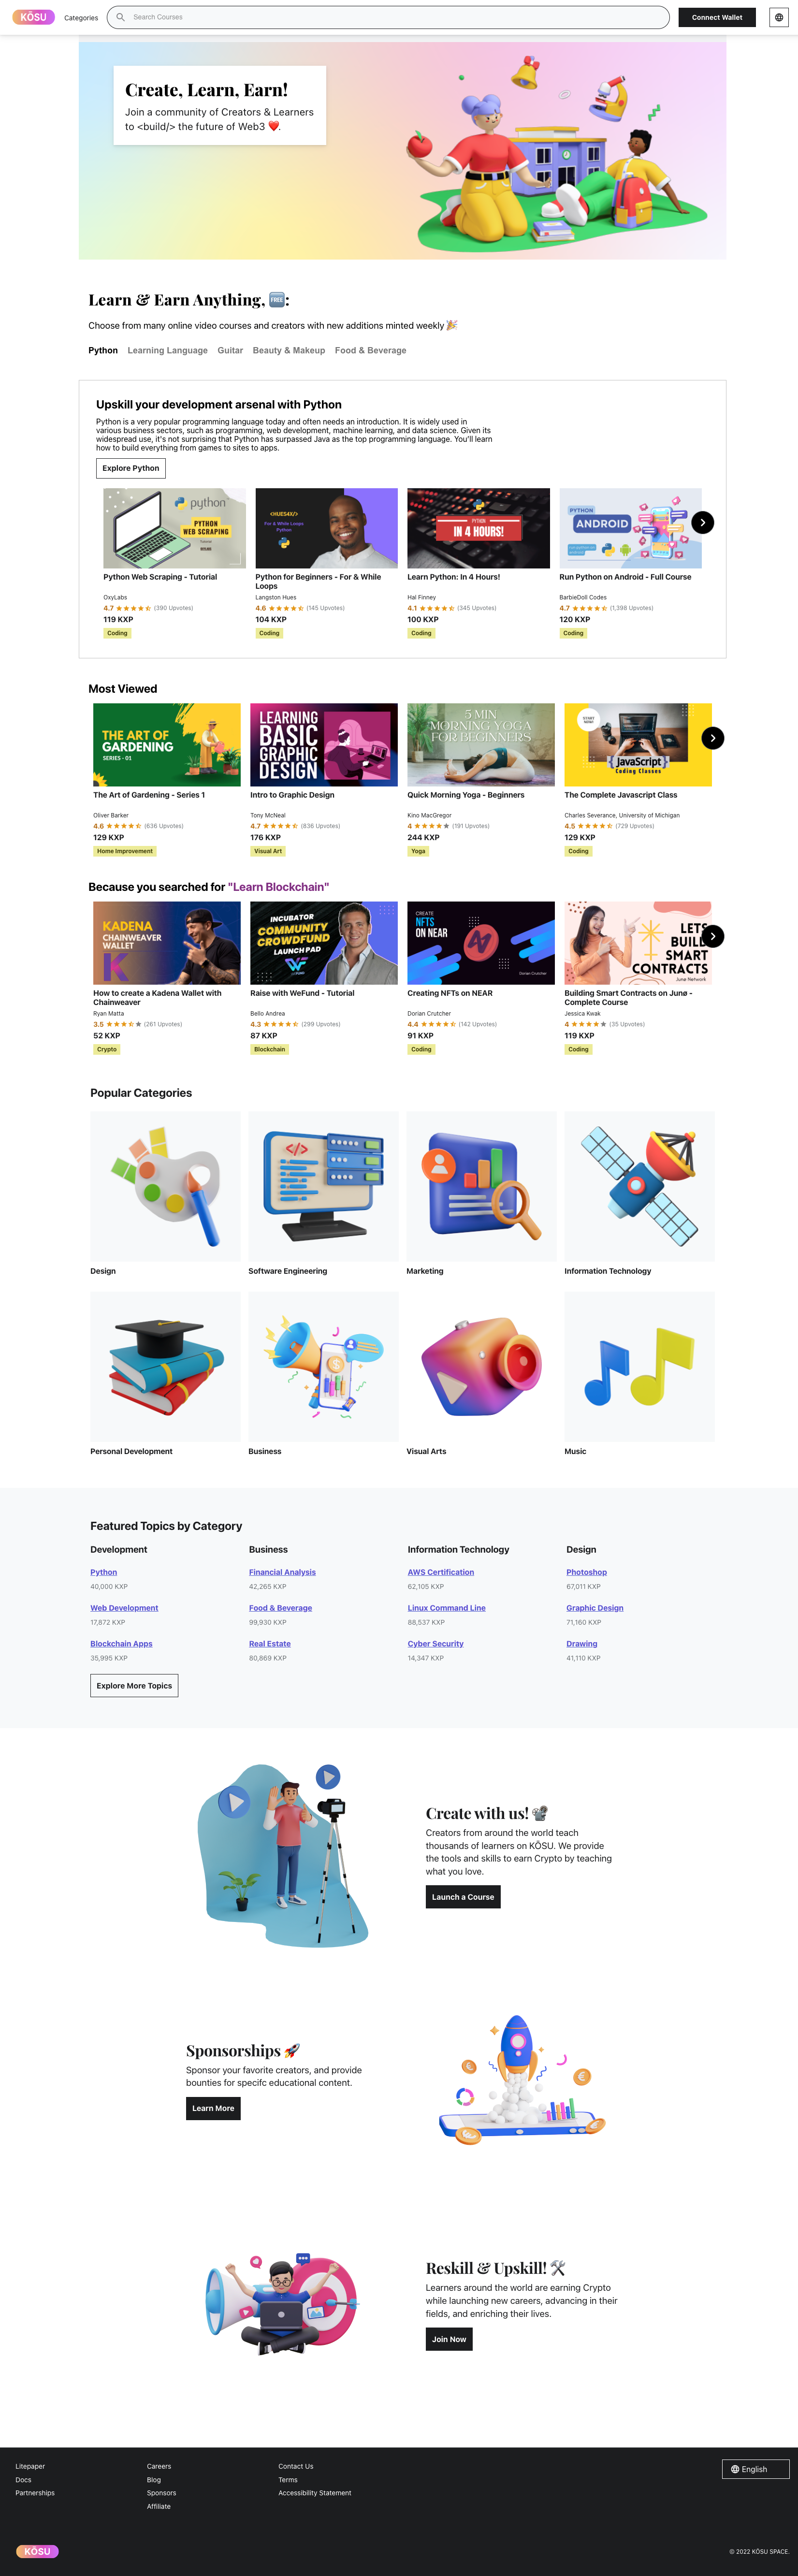 KŌSU
Categories
Search Courses
Connect Wallet
Create, Learn, Earn!
Join a community of Creators & Learners
to <build/> the future of Web3 ❤️.
Learn & Earn Anything, 🆓:
Choose from many online video courses and creators with new additions minted weekly 🎉
Python Learning Language Guitar Beauty & Makeup Food & Beverage
Upskill your development arsenal with Python
Python is a very popular programming language today and often needs an introduction. It is widely used in
various business sectors, such as programming, web development, machine learning, and data science. Given its
widespread use, it's not surprising that Python has surpassed Java as the top programming language. You'll learn
how to build everything from games to sites to apps.
Explore Python
python
PYTHON
WEB SCRAPING
Python Web Scraping - Tutorial
OxyLabs
4.7 (390 Upvotes)
119 KXP
Coding
<HUES4X/>
For & While Loops
Python
Python for Beginners - For & While
Loops
Langston Hues
4.6 (145 Upvotes)
104 KXP
Coding
PYTHON
IN 4 HOURS!
Learn Python: In 4 Hours!
Hal Finney
4.1 (345 Upvotes)
100 KXP
Coding
PYTHON
ANDROID
Run Python on Android - Full Course
BarbieDoll Codes
4.7 (1,398 Upvotes)
120 KXP
Coding
Most Viewed
THE ART OF
GARDENING
SERIES - 01
The Art of Gardening - Series 1
Oliver Barker
4.6 (636 Upvotes)
129 KXP
Home Improvement
LEARNING
BASIC
GRAPHIC
DESIGN
Intro to Graphic Design
Tony McNeal
4.7 (836 Upvotes)
176 KXP
Visual Art
5 MIN
MORNING YOGA
FOR BEGINNERS
Quick Morning Yoga - Beginners
Kino MacGregor
4 (191 Upvotes)
244 KXP
Yoga
START
NOW!
JavaScript
Coding Classes
The Complete Javascript Class
Charles Severance, University of Michigan
4.5 (729 Upvotes)
129 KXP
Coding
Because you searched for "Learn Blockchain"
KADENA
CHAINWEAVER
WALLET
How to create a Kadena Wallet with
Chainweaver
Ryan Matta
3.5 (261 Upvotes)
52 KXP
Crypto
INCUBATOR
COMMUNITY
CROWDFUND
LAUNCH PAD
Raise with WeFund - Tutorial
Bello Andrea
4.3 (299 Upvotes)
87 KXP
Blockchain
CREATE
NFTS
ON NEAR
Dorian Crutcher
Creating NFTs on NEAR
Dorian Crutcher
4.4 (142 Upvotes)
91 KXP
Coding
LETS
BUILD
SMART
CONTRACTS
Juno Network
Building Smart Contracts on Junø -
Complete Course
Jessica Kwak
4 (35 Upvotes)
119 KXP
Coding
Popular Categories
Design
Software Engineering
Marketing
Information Technology
Personal Development
Business
Visual Arts
Music
Featured Topics by Category
Development
Python
40,000 KXP
Web Development
17,872 KXP
Blockchain Apps
35,995 KXP
Business
Financial Analysis
42,265 KXP
Food & Beverage
99,930 KXP
Real Estate
80,869 KXP
Information Technology
AWS Certification
62,105 KXP
Linux Command Line
88,537 KXP
Cyber Security
14,347 KXP
Design
Photoshop
67,011 KXP
Graphic Design
71,160 KXP
Drawing
41,110 KXP
Explore More Topics
Create with us! 📽️
Creators from around the world teach
thousands of learners on KŌSU. We provide
the tools and skills to earn Crypto by teaching
what you love.
Launch a Course
Sponsorships 🚀
Sponsor your favorite creators, and provide
bounties for specifc educational content.
Learn More
Reskill & Upskill! 🛠️
Learners around the world are earning Crypto
while launching new careers, advancing in their
fields, and enriching their lives.
Join Now
Litepaper
Docs
Partnerships
Careers
Blog
Sponsors
Affiliate
Contact Us
Terms
Accessibility Statement
English
KŌSU
© 2022 KŌSU SPACE.